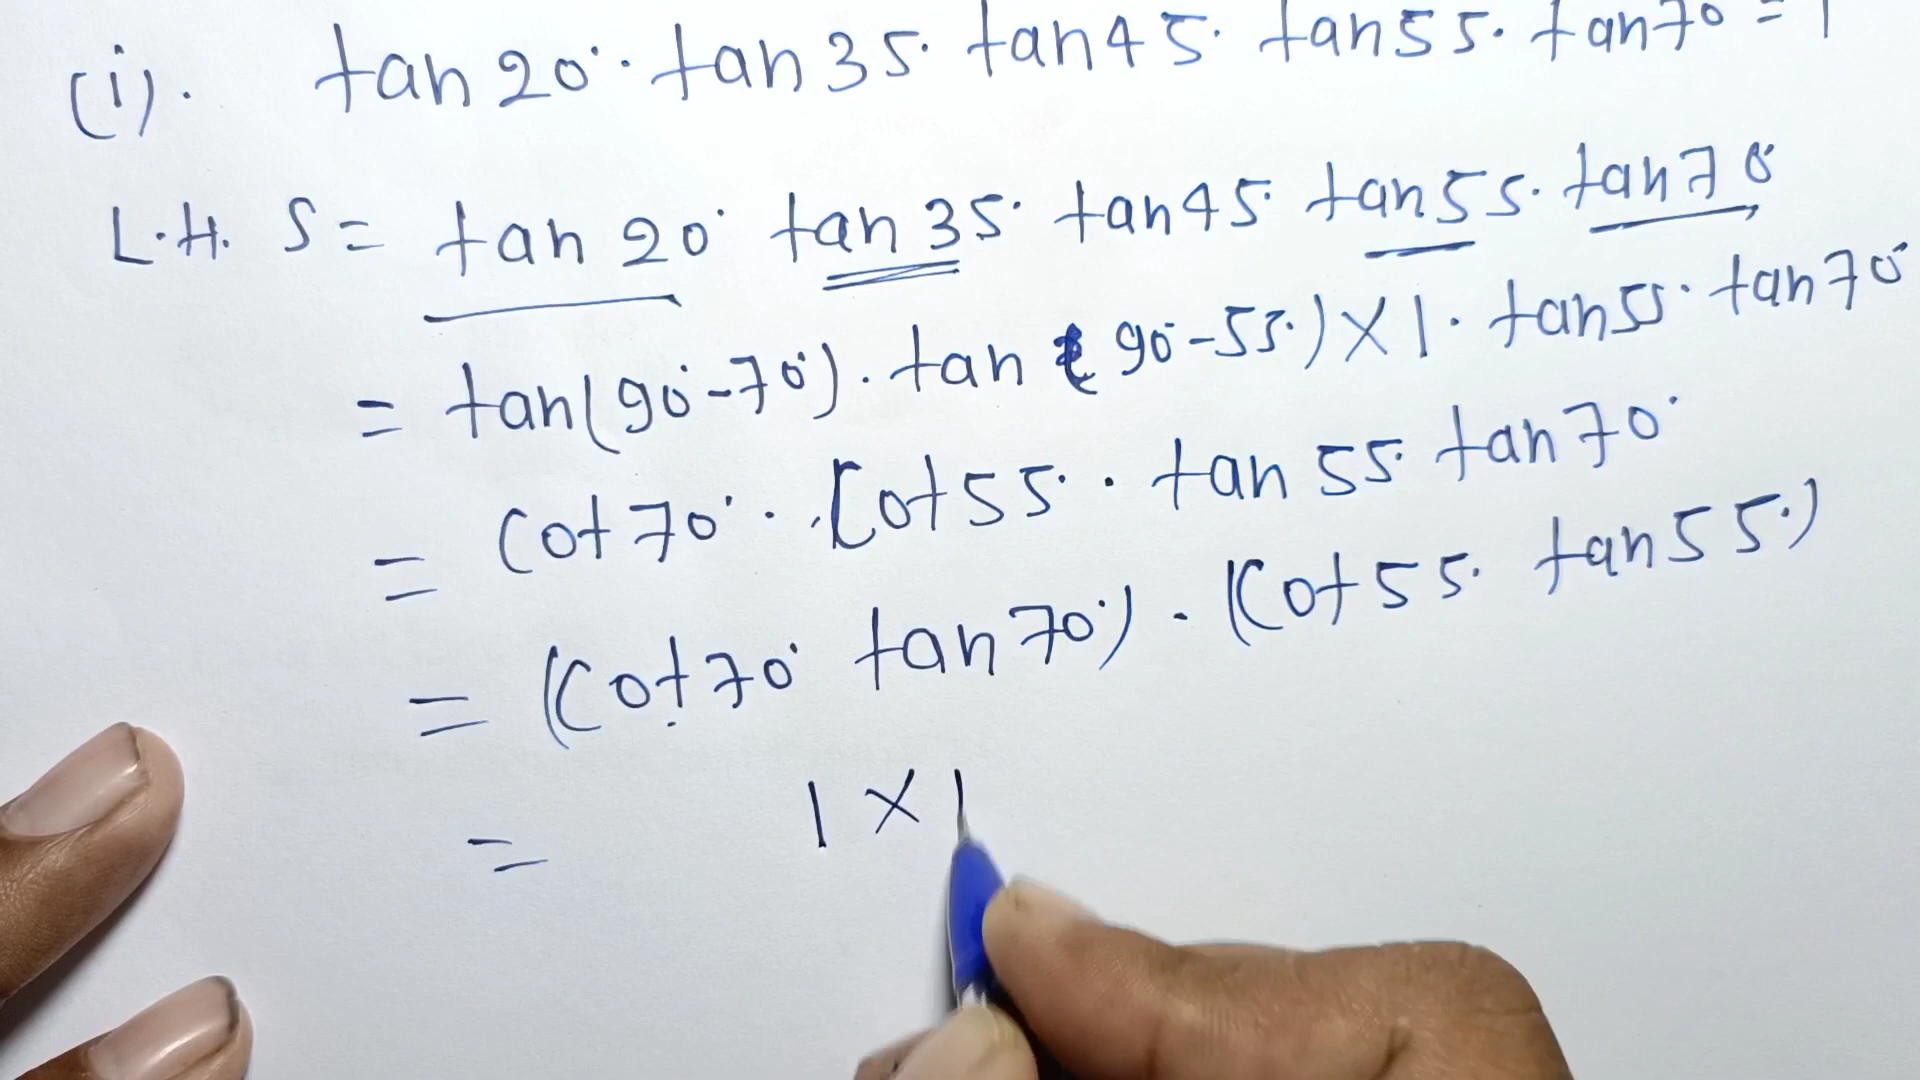 (i). tan 20° · tan 35° tan 45° tan 55° · tan 70° = 1
L.H.S = tan 20° tan 35° tan 45° tan 55° tan 70°
= tan(90°-70°) · tan (90°-55°) × 1 · tan 55° · tan 70°
= Cot 70° · Cot 55° · tan 55° tan 70°
= (Cot 70° tan 70°) · (Cot 55° tan 55°)
= 1 × 1